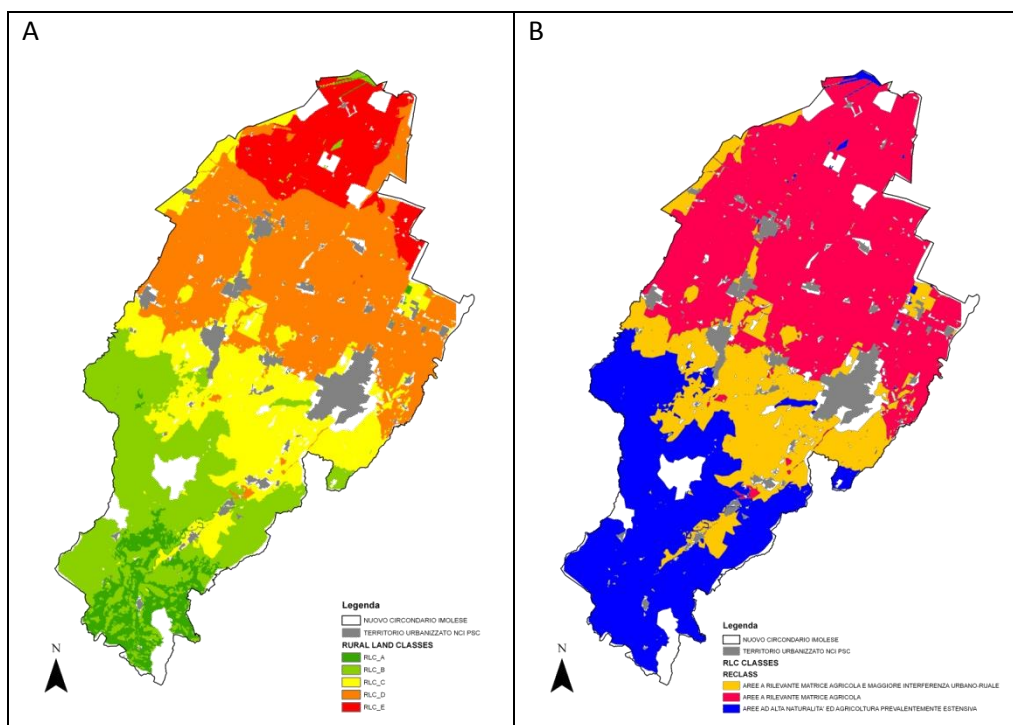 A
N
Legenda
NUOVO CIRCONDARIO IMOLESE
TERRITORIO URBANIZZATO NCI PSC
RURAL LAND CLASSES
RLC_A
RLC_B
RLC_C
RLC_D
RLC_E
B
N
Legenda
NUOVO CIRCONDARIO IMOLESE
TERRITORIO URBANIZZATO NCI PSC
RLC CLASSES
RECLASS
AREE A RILEVANTE MATRICE AGRICOLA E MAGGIORE INTERFERENZA URBANO-RUALE
AREE A RILEVANTE MATRICE AGRICOLA
AREE AD ALTA NATURALITA' ED AGRICOLTURA PREVALENTEMENTE ESTENSIVA